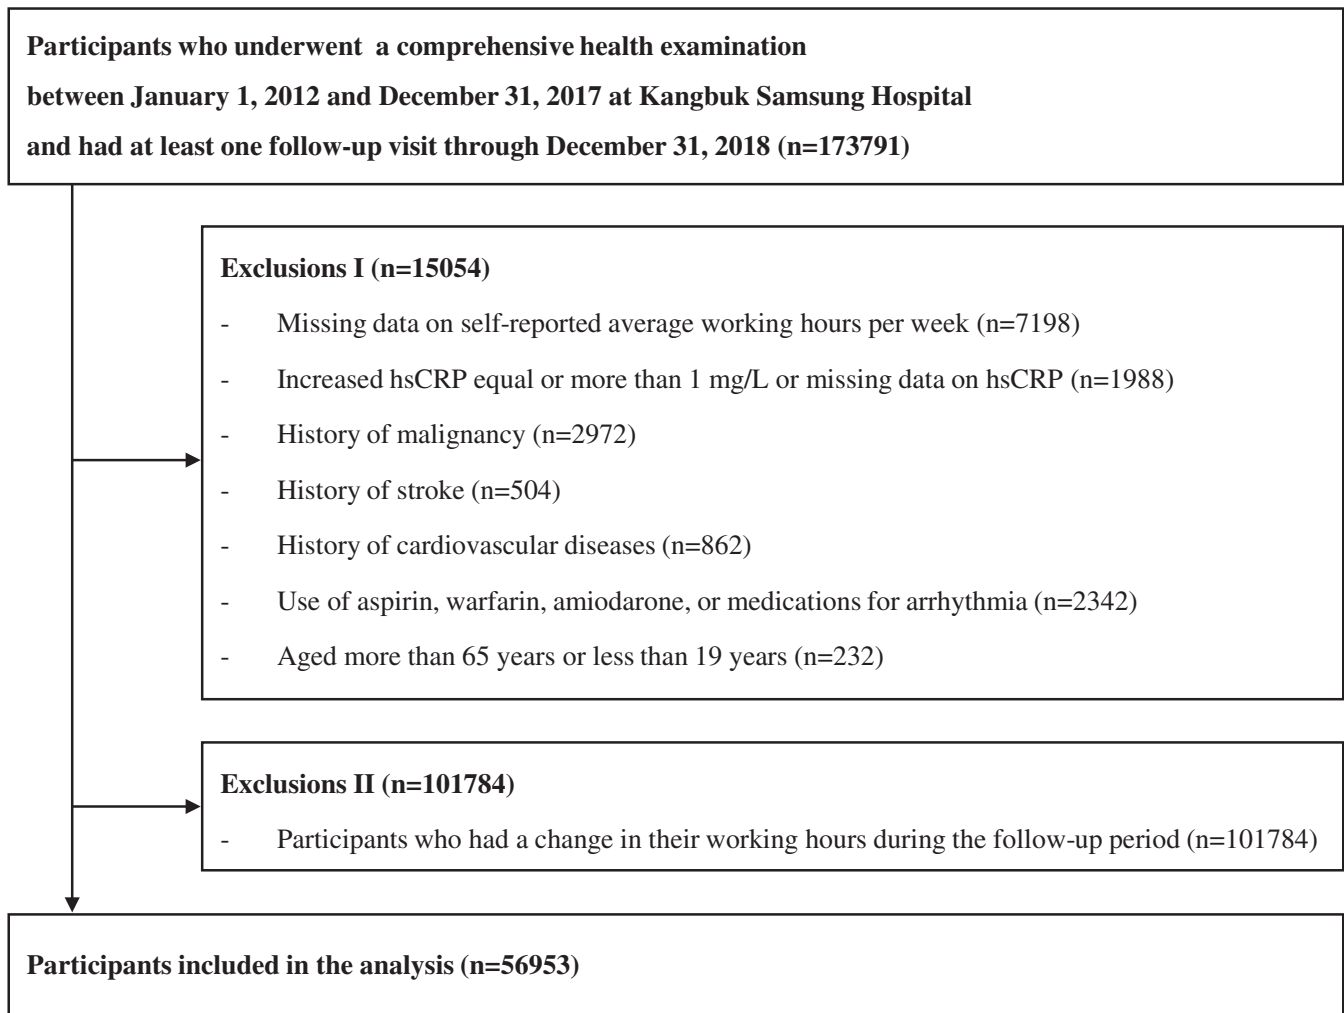 Participants who underwent a comprehensive health examination
between January 1, 2012 and December 31, 2017 at Kangbuk Samsung Hospital
and had at least one follow-up visit through December 31, 2018 (n=173791)
Exclusions I (n=15054)
- Missing data on self-reported average working hours per week (n=7198)
- Increased hsCRP equal or more than 1 mg/L or missing data on hsCRP (n=1988)
- History of malignancy (n=2972)
- History of stroke (n=504)
- History of cardiovascular diseases (n=862)
- Use of aspirin, warfarin, amiodarone, or medications for arrhythmia (n=2342)
- Aged more than 65 years or less than 19 years (n=232)
Exclusions II (n=101784)
- Participants who had a change in their working hours during the follow-up period (n=101784)
Participants included in the analysis (n=56953)